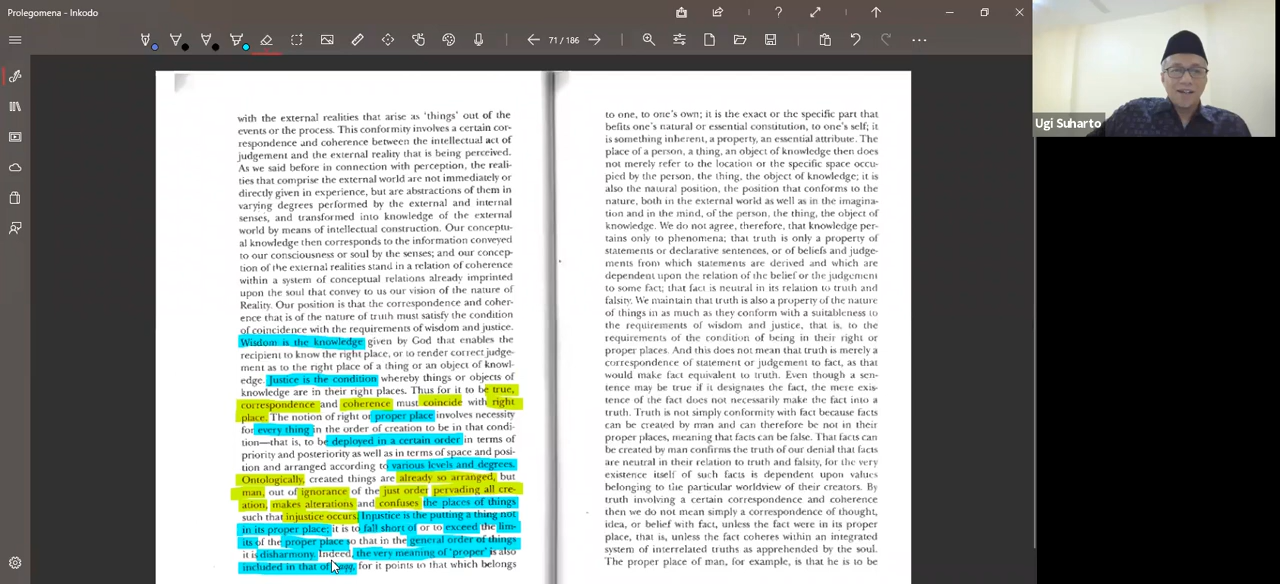 Prolegomena - Inkodo
71 / 186
Ugi Suharto
with the external realities that arise as 'things' out of the
events or the process. This conformity involves a certain cor-
respondence and coherence between the intellectual act of
judgement and the external reality that is being perceived.
As we said before in connection with perception, the reali-
ties that comprise the external world are not immediately or
directly given in experience, but are abstractions of them in
varying degrees performed by the external and internal
senses, and transformed into knowledge of the external
world by means of intellectual construction. Our conceptu-
al knowledge then corresponds to the information conveyed
to our consciousness or soul by the senses; and our concep-
tion of the external realities stand in a relation of coherence
within a system of conceptual relations already imprinted
upon the soul that convey to us our vision of the nature of
Reality. Our position is that the correspondence and coher-
ence that is of the nature of truth must satisfy the condition
of coincidence with the requirements of wisdom and justice.
Wisdom is the knowledge given by God that enables the
recipient to know the right place, or to render correct judge-
ment as to the right place of a thing or an object of knowl-
edge. Justice is the condition whereby things or objects of
knowledge are in their right places. Thus for it to be true,
correspondence and coherence must coincide with right
place. The notion of right or proper place involves necessity
for every thing in the order of creation to be in that condi-
tion—that is, to be deployed in a certain order in terms of
priority and posteriority as well as in terms of space and posi-
tion and arranged according to various levels and degrees.
Ontologically, created things are already so arranged, but
man, out of ignorance of the just order pervading all cre-
ation, makes alterations and confuses the places of things
such that injustice occurs. Injustice is the putting a thing not
in its proper place; it is to fall short of or to exceed the lim-
its of the proper place so that in the general order of things
it is disharmony. Indeed, the very meaning of 'proper' is also
included in that of for it points to that which belongs
to one, to one's own; it is the exact or the specific part that
befits one's natural or essential constitution, to one's self; it
is something inherent, a property, an essential attribute. The
place of a person, a thing, an object of knowledge then does
not merely refer to the location or the specific space occu-
pied by the person, the thing, the object of knowledge; it is
also the natural position, the position that conforms to the
nature, both in the external world as well as in the imagina-
tion and in the mind, of the person, the thing, the object of
knowledge. We do not agree, therefore, that knowledge per-
tains only to phenomena; that truth is only a property of
statements or declarative sentences, or of beliefs and judge-
ments from which statements are derived and which are
dependent upon the relation of the belief or the judgement
to some fact; that fact is neutral in its relation to truth and
falsity. We maintain that truth is also a property of the nature
of things in as much as they conform with a suitableness to
the requirements of wisdom and justice, that is, to the
requirements of the condition of being in their right or
proper places. And this does not mean that truth is merely a
correspondence of statement or judgement to fact, as that
would make fact equivalent to truth. Even though a sen-
tence may be true if it designates the fact, the mere exis-
tence of the fact does not necessarily make the fact into a
truth. Truth is not simply conformity with fact because facts
can be created by man and can therefore be not in their
proper places, meaning that facts can be false. That facts can
be created by man confirms the truth of our denial that facts
are neutral in their relation to truth and falsity, for the very
existence itself of such facts is dependent upon values
belonging to the particular worldview of their creators. By
truth involving a certain correspondence and coherence
then we do not mean simply a correspondence of thought,
idea, or belief with fact, unless the fact were in its proper
place, that is, unless the fact coheres within an integrated
system of interrelated truths as apprehended by the soul.
The proper place of man, for example, is that he is to be